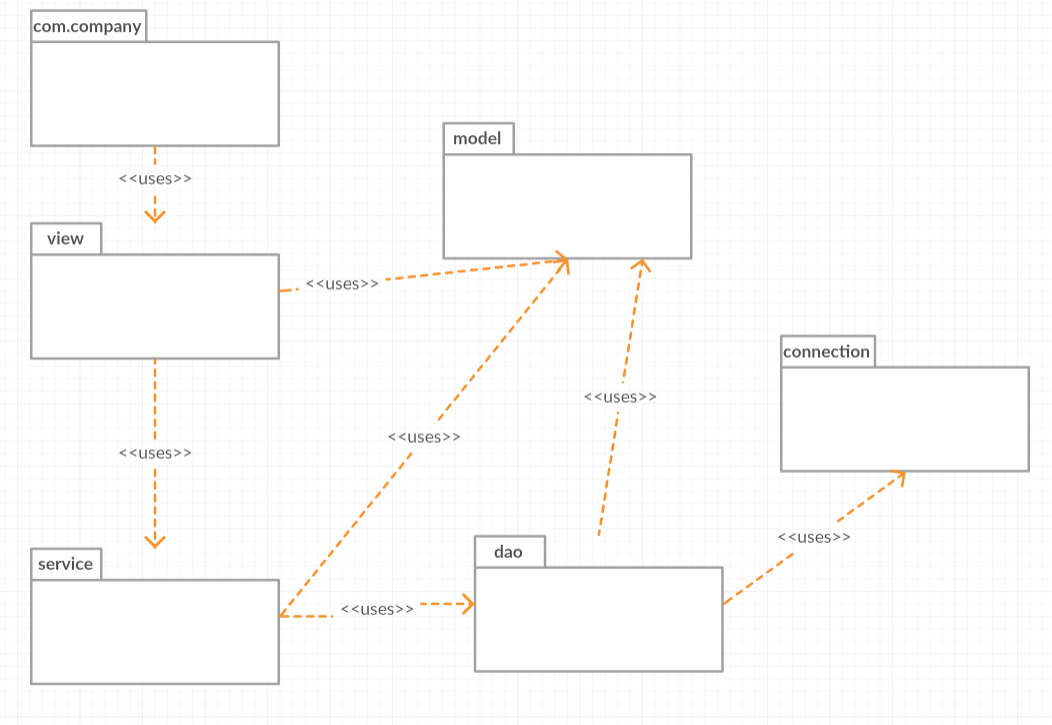 com.company
<<uses>>
model
view
<<uses>>
connection
<<uses>>
<<uses>>
<<uses>>
<<uses>>
dao
service
<<uses>>